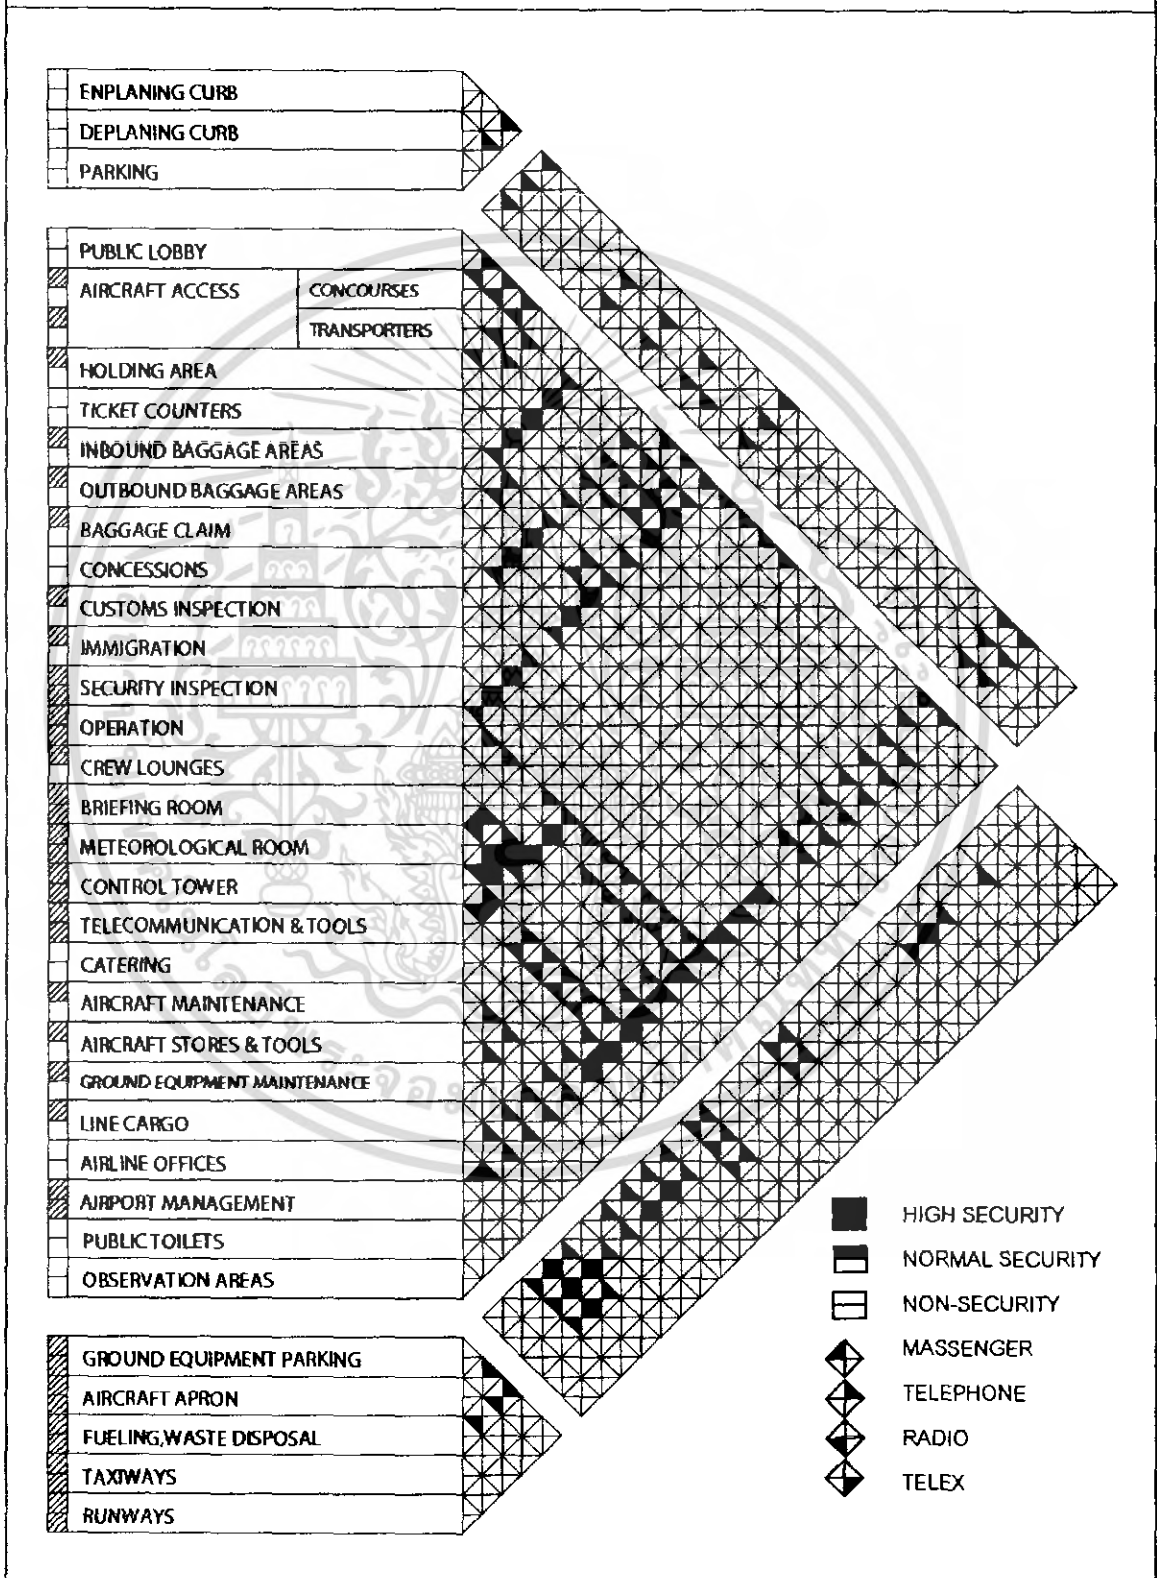 ENPLANING CURB
DEPLANING CURB
PARKING
PUBLIC LOBBY
AIRCRAFT ACCESS CONCOURSES
TRANSPORTERS
HOLDING AREA
TICKET COUNTERS
INBOUND BAGGAGE AREAS
OUTBOUND BAGGAGE AREAS
BAGGAGE CLAIM
CONCESSIONS
CUSTOMS INSPECTION
IMMIGRATION
SECURITY INSPECTION
OPERATION
CREW LOUNGES
BRIEFING ROOM
METEOROLOGICAL ROOM
CONTROL TOWER
TELECOMMUNICATION & TOOLS
CATERING
AIRCRAFT MAINTENANCE
AIRCRAFT STORES & TOOLS
GROUND EQUIPMENT MAINTENANCE
LINE CARGO
AIRLINE OFFICES
AIRPORT MANAGEMENT
PUBLIC TOILETS
OBSERVATION AREAS
GROUND EQUIPMENT PARKING
AIRCRAFT APRON
FUELING,WASTE DISPOSAL
TAXIWAYS
RUNWAYS
HIGH SECURITY
NORMAL SECURITY
NON-SECURITY
MASSENGER
TELEPHONE
RADIO
TELEX